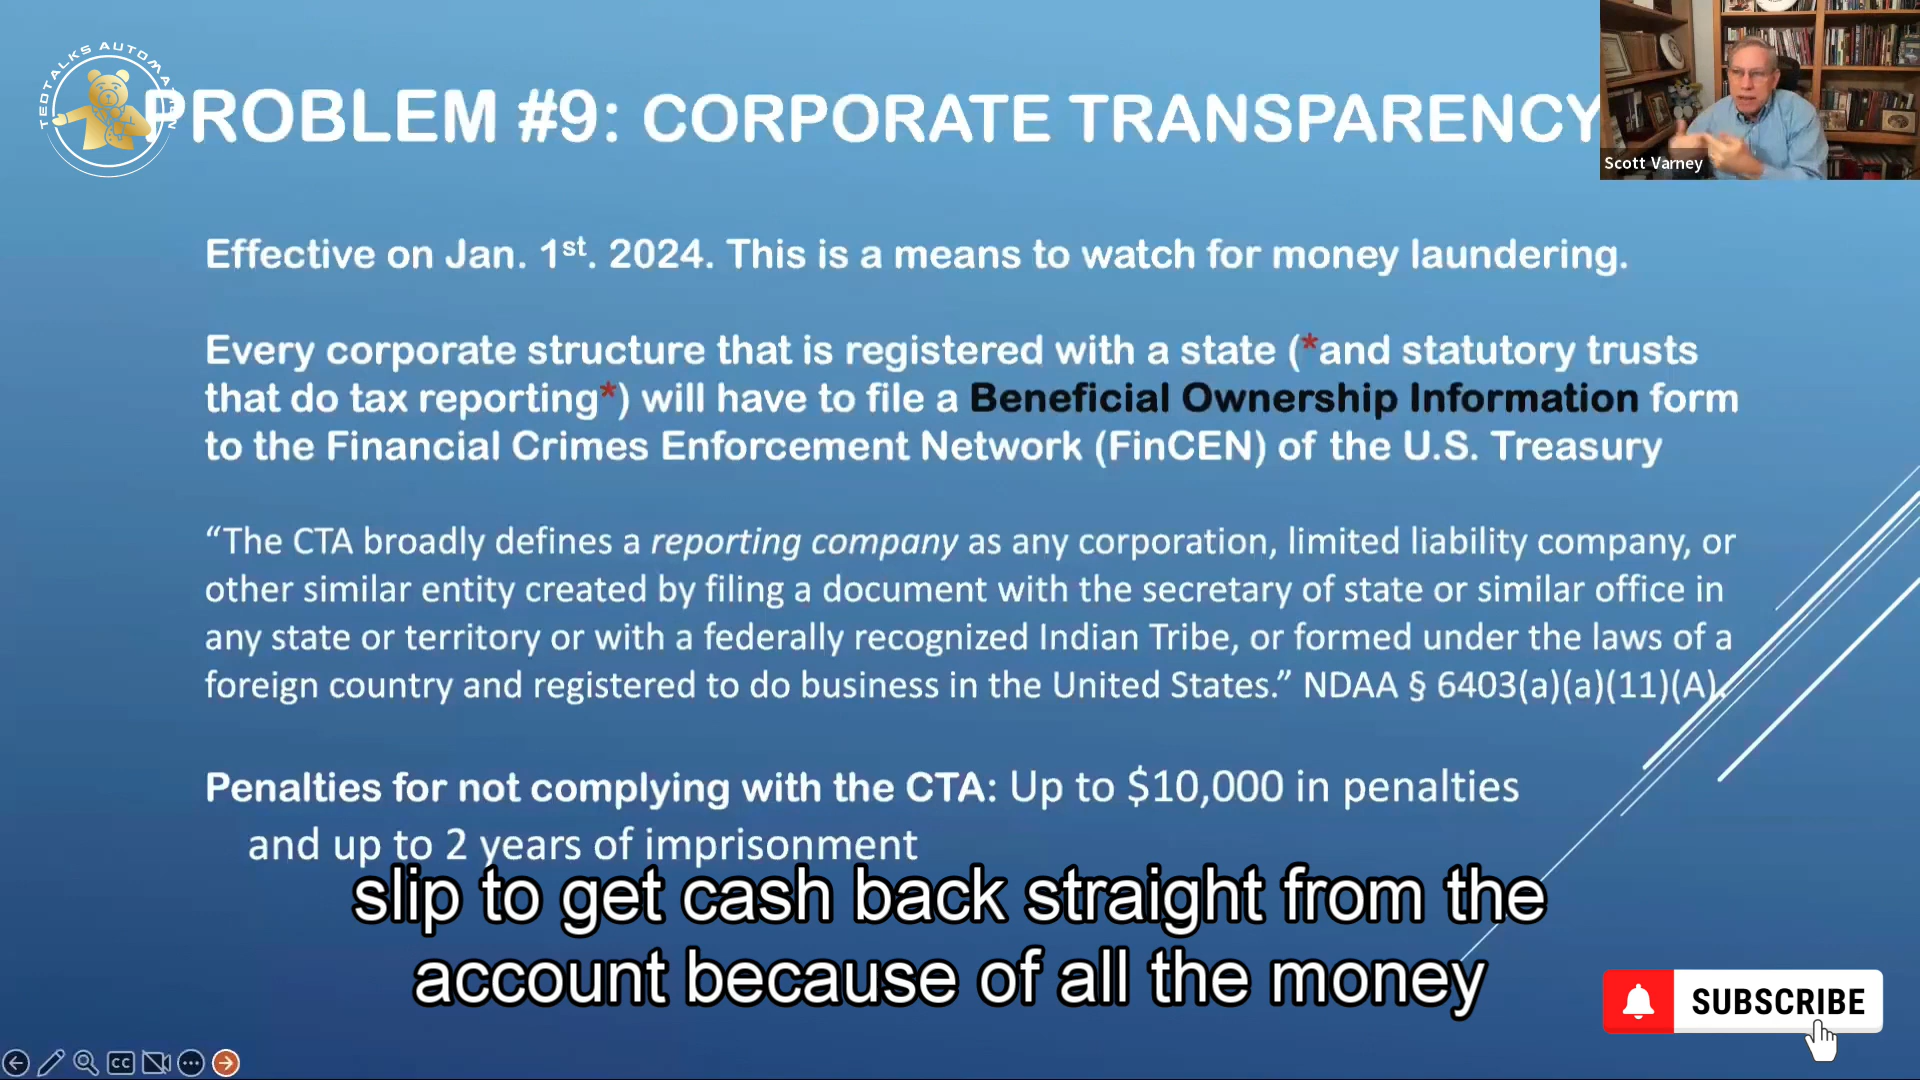 TEDTALKS AUTOMATION
PROBLEM #9: CORPORATE TRANSPARENCY
Scott Varney
Effective on Jan. 1st. 2024. This is a means to watch for money laundering.
Every corporate structure that is registered with a state (*and statutory trusts
that do tax reporting*) will have to file a Beneficial Ownership Information form
to the Financial Crimes Enforcement Network (FinCEN) of the U.S. Treasury
“The CTA broadly defines a reporting company as any corporation, limited liability company, or
other similar entity created by filing a document with the secretary of state or similar office in
any state or territory or with a federally recognized Indian Tribe, or formed under the laws of a
foreign country and registered to do business in the United States.” NDAA § 6403(a)(a)(11)(A).
Penalties for not complying with the CTA: Up to $10,000 in penalties
and up to 2 years of imprisonment
slip to get cash back straight from the
account because of all the money
SUBSCRIBE
CC